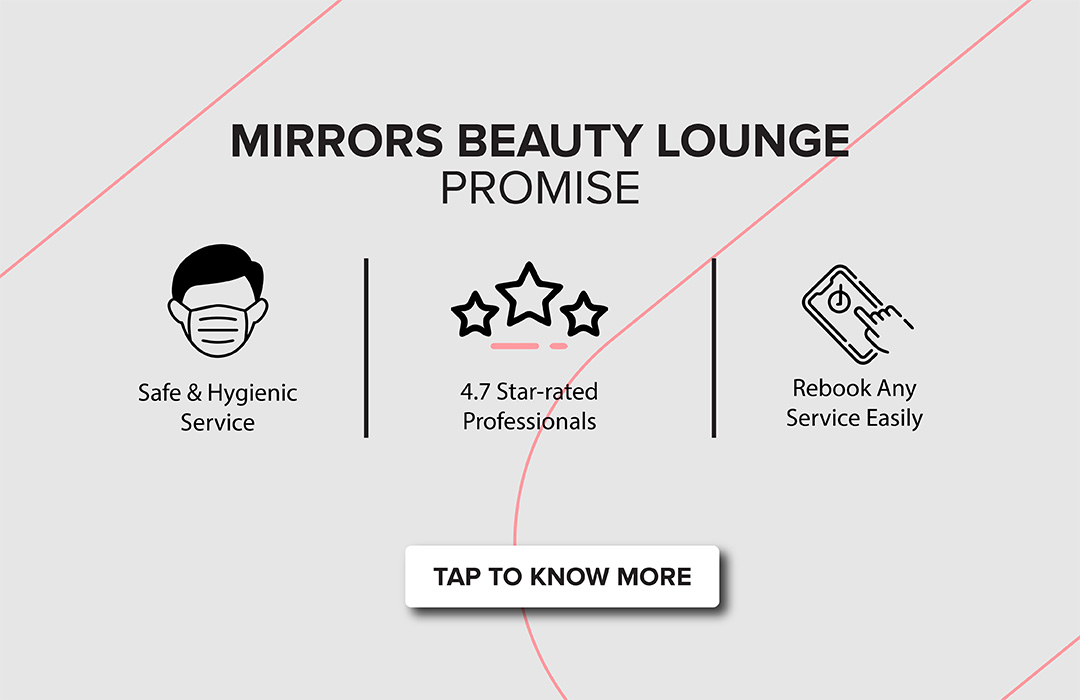 MIRRORS BEAUTY LOUNGE
PROMISE
Safe & Hygienic
Service
4.7 Star-rated
Professionals
Rebook Any
Service Easily
TAP TO KNOW MORE